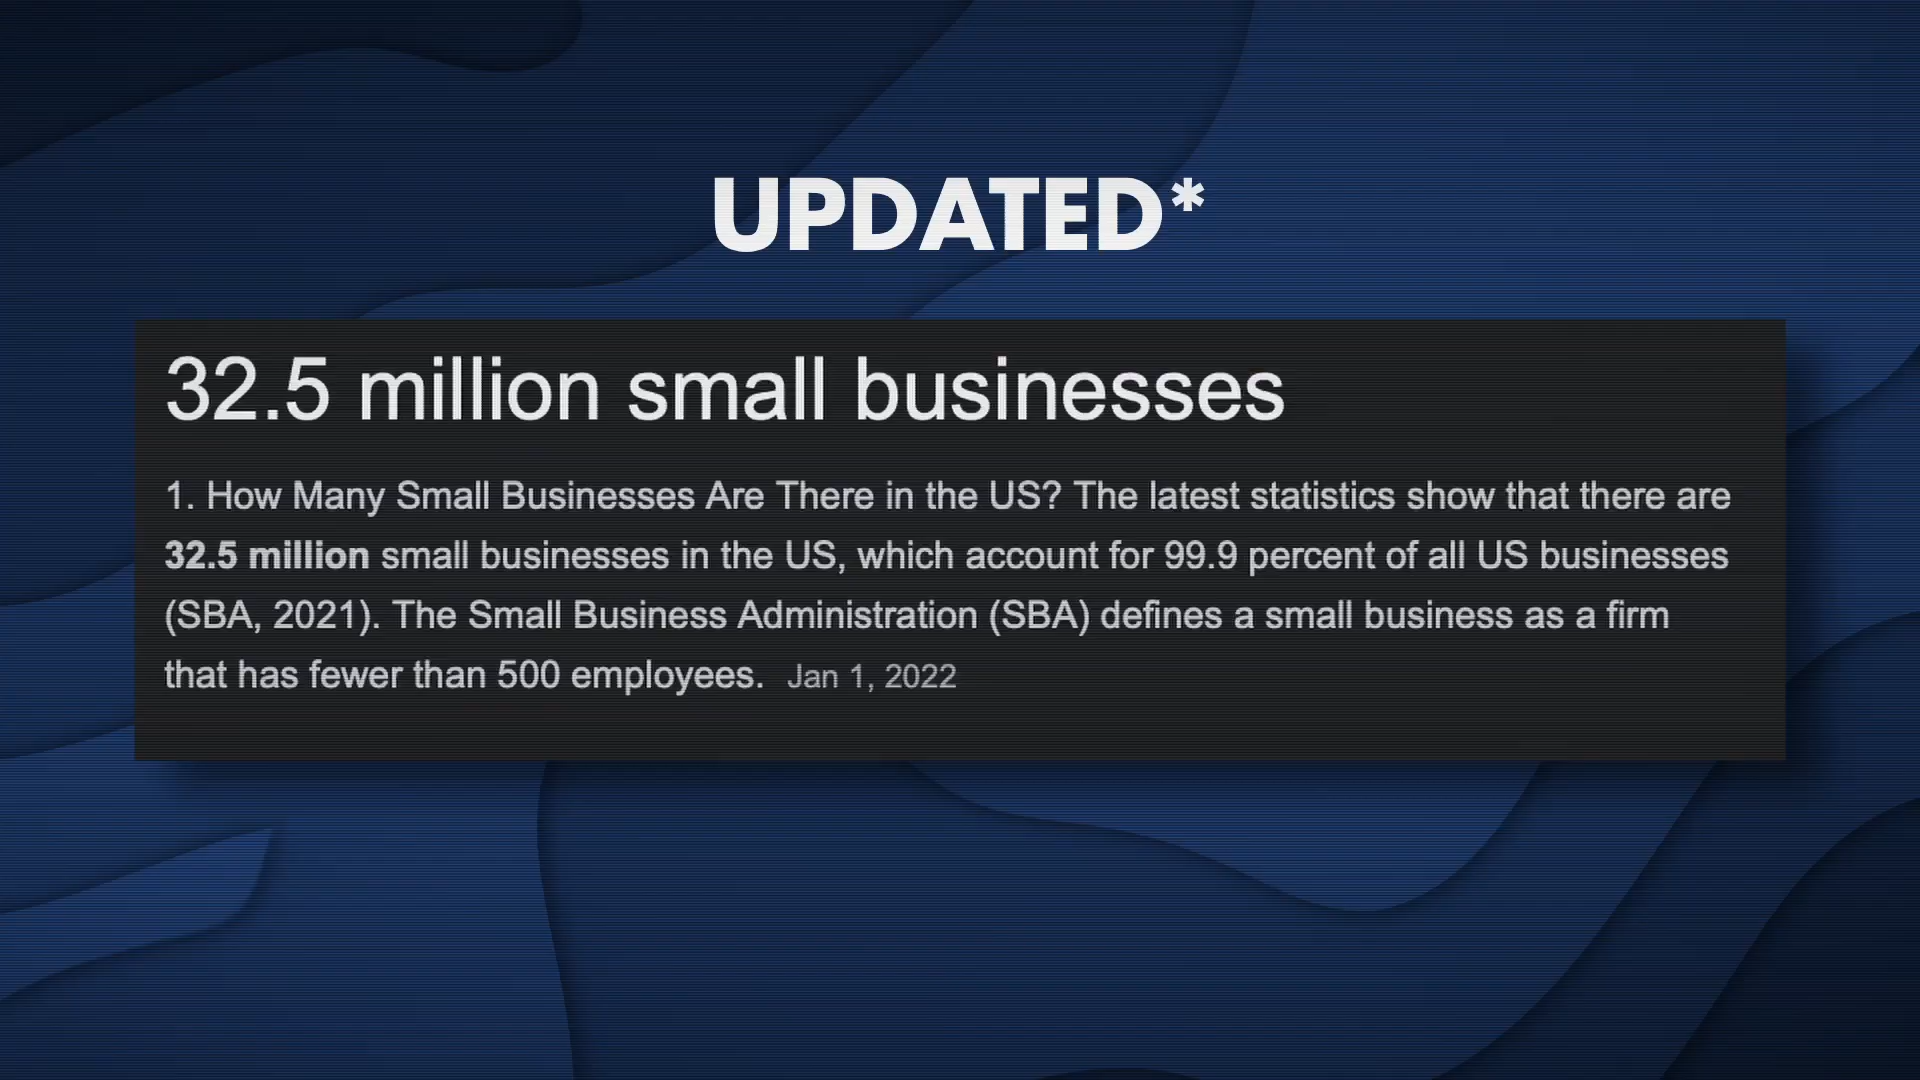 UPDATED*
32.5 million small businesses
1. How Many Small Businesses Are There in the US? The latest statistics show that there are
32.5 million small businesses in the US, which account for 99.9 percent of all US businesses
(SBA, 2021). The Small Business Administration (SBA) defines a small business as a firm
that has fewer than 500 employees. Jan 1, 2022